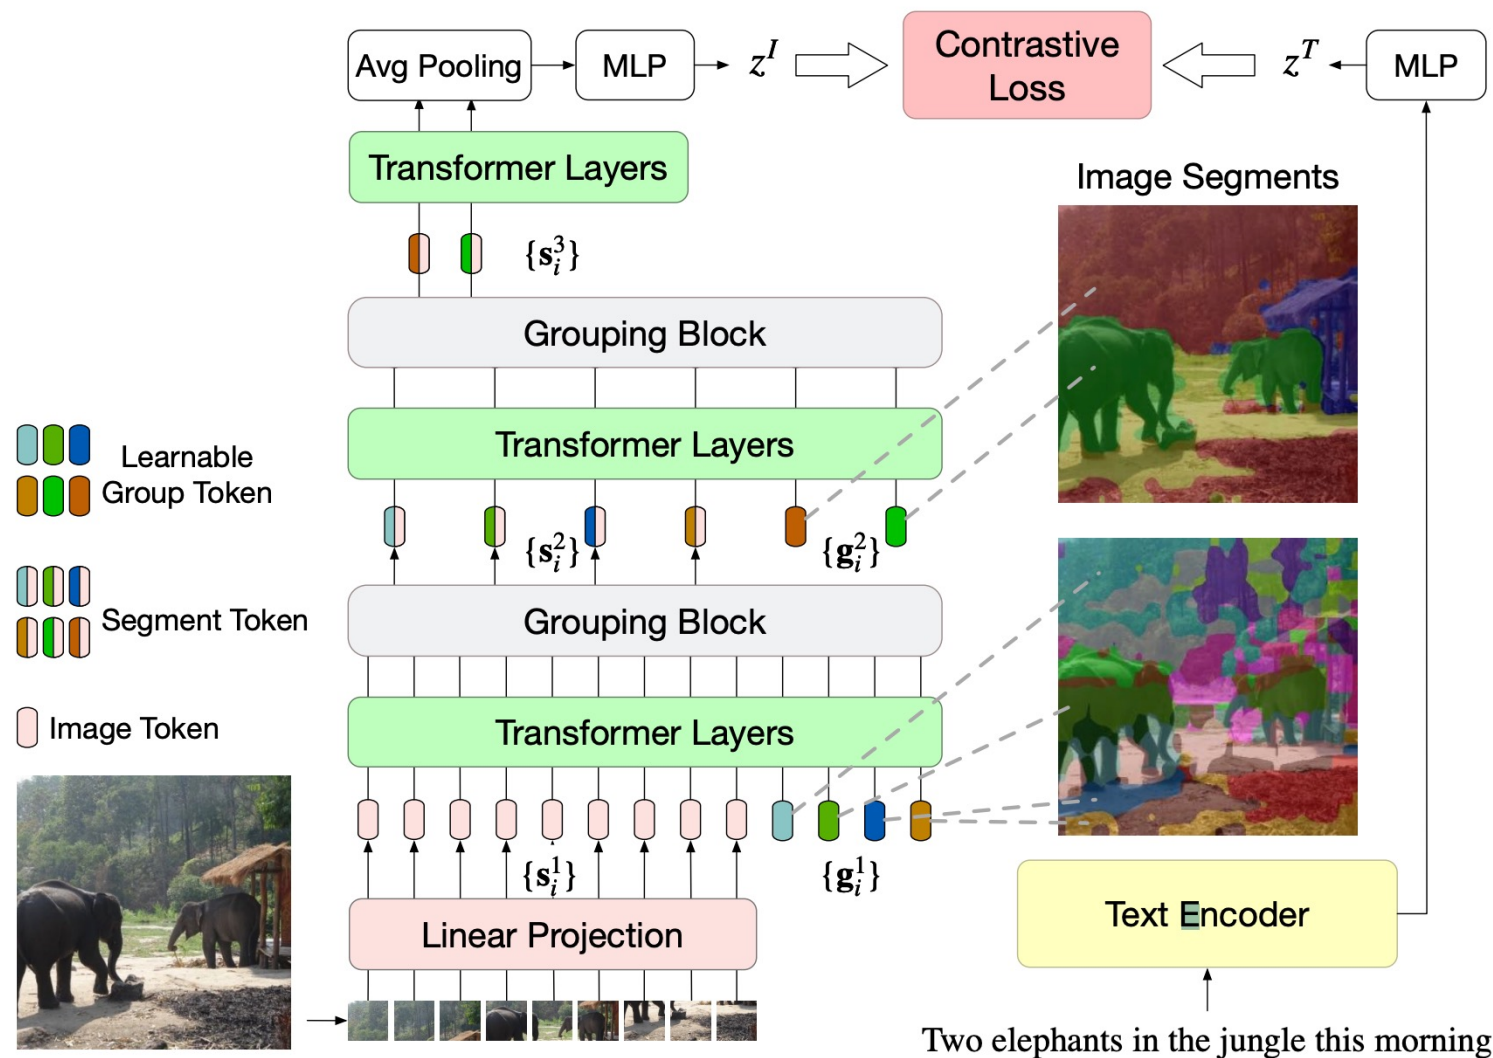 Avg Pooling
MLP
z^I
Contrastive
Loss
z^T
MLP
Transformer Layers
Image Segments
{s_i^3}
Grouping Block
Transformer Layers
Learnable
Group Token
{s_i^2}
{g_i^2}
Grouping Block
Segment Token
Transformer Layers
Image Token
{s_i^1}
{g_i^1}
Linear Projection
Text Encoder
Two elephants in the jungle this morning